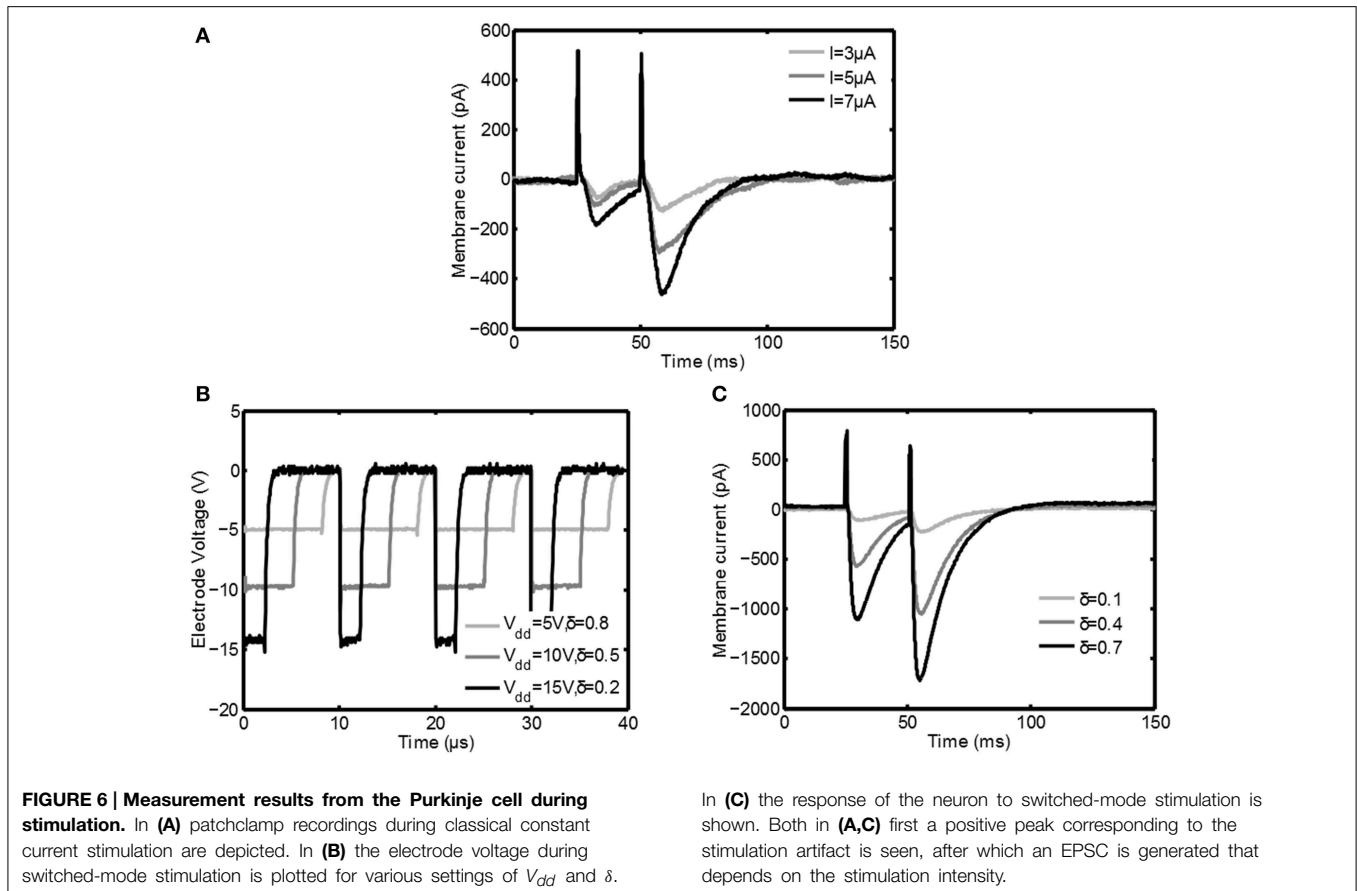 A
600
400
200
0
−200
−400
−600
Membrane current (pA)
I=3µA
I=5µA
I=7µA
0
50
100
150
Time (ms)
B
5
0
−5
−10
−15
−20
Electrode Voltage (V)
V_dd=5V,δ=0.8
V_dd=10V,δ=0.5
V_dd=15V,δ=0.2
0
10
20
30
40
Time (µs)
C
1000
500
0
−500
−1000
−1500
−2000
Membrane current (pA)
δ=0.1
δ=0.4
δ=0.7
0
50
100
150
Time (ms)
FIGURE 6 | Measurement results from the Purkinje cell during
stimulation. In (A) patchclamp recordings during classical constant
current stimulation are depicted. In (B) the electrode voltage during
switched-mode stimulation is plotted for various settings of V_dd and δ.
In (C) the response of the neuron to switched-mode stimulation is
shown. Both in (A,C) first a positive peak corresponding to the
stimulation artifact is seen, after which an EPSC is generated that
depends on the stimulation intensity.